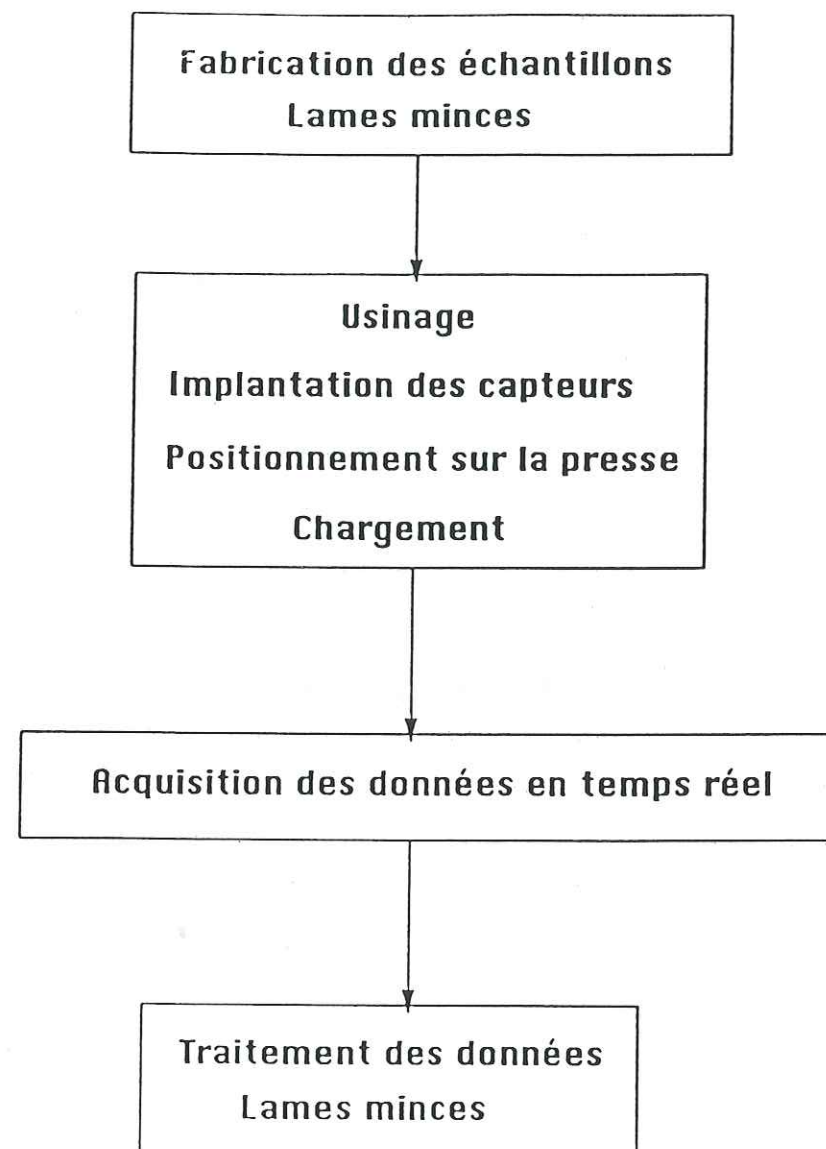 Fabrication des échantillons
Lames minces
Usinage
Implantation des capteurs
Positionnement sur la presse
Chargement
Acquisition des données en temps réel
Traitement des données
Lames minces